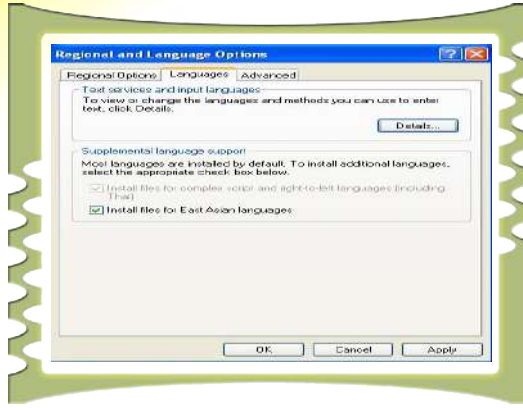 Regional and Language Options
Regional Options Languages Advanced
Text services and input languages
To view or change the languages and methods you can use to enter
text, click Details.
Details...
Supplemental language support
Most languages are installed by default. To install additional languages,
select the appropriate check box below.
Install files for complex script and right-to-left languages (including
Thai)
Install files for East Asian languages
OK Cancel Apply